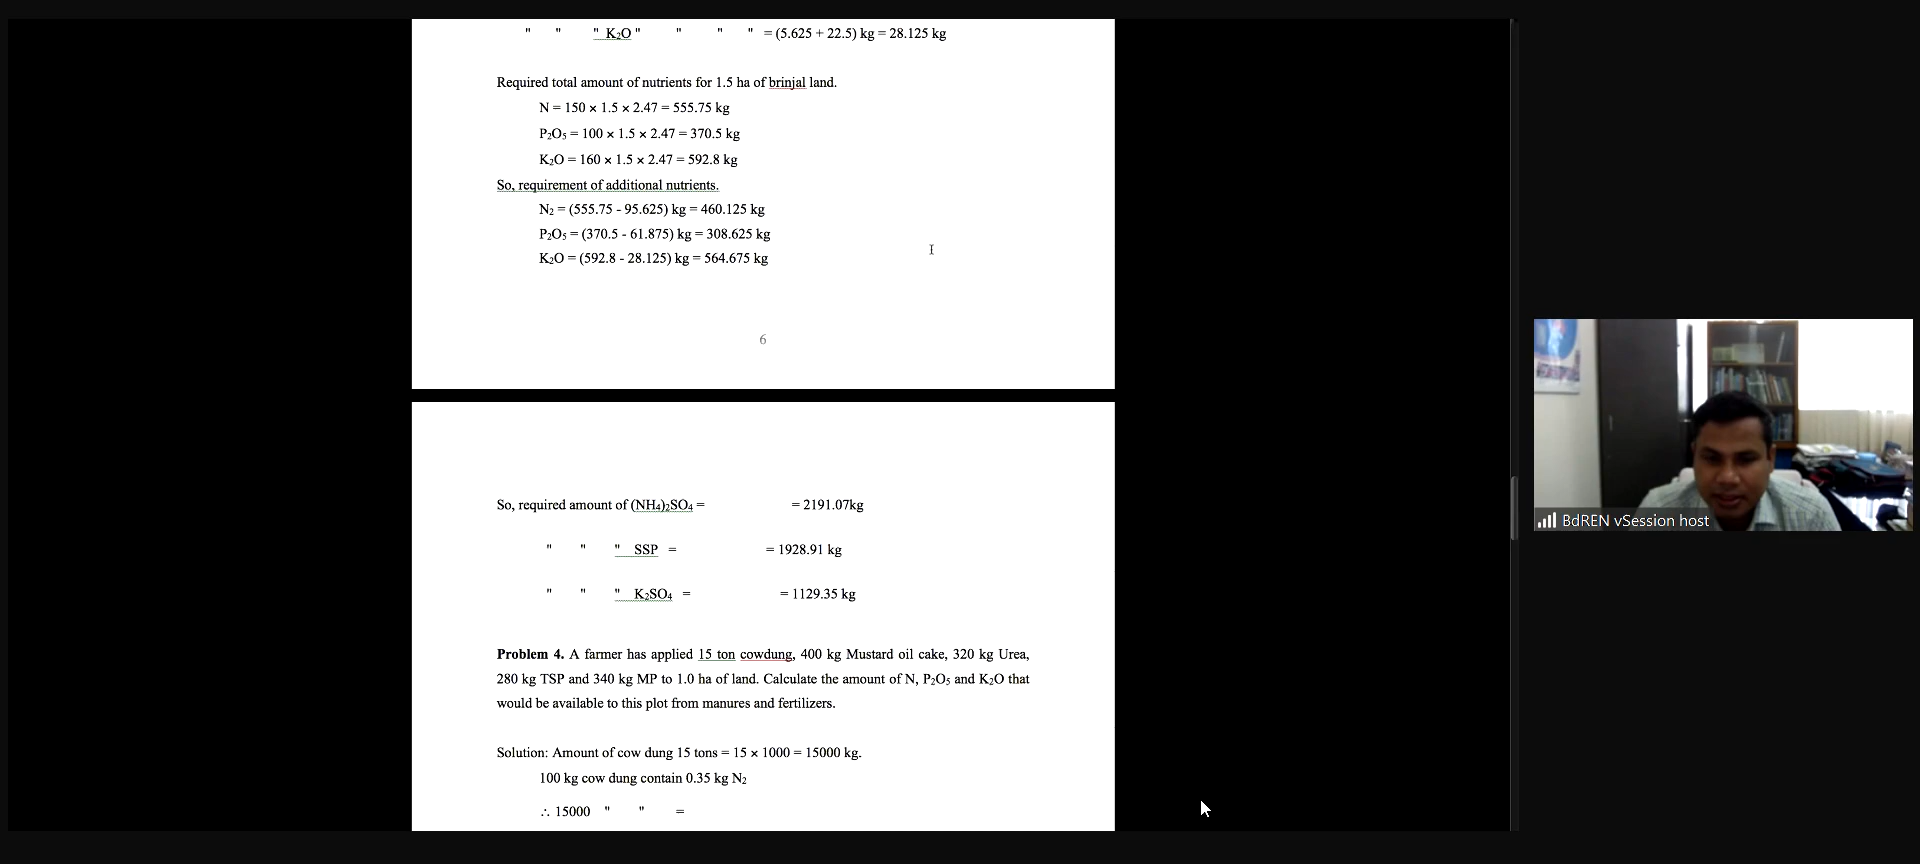 " " " K₂O " " " " = (5.625 + 22.5) kg = 28.125 kg
Required total amount of nutrients for 1.5 ha of brinjal land.
N = 150 × 1.5 × 2.47 = 555.75 kg
P₂O₅ = 100 × 1.5 × 2.47 = 370.5 kg
K₂O = 160 × 1.5 × 2.47 = 592.8 kg
So, requirement of additional nutrients.
N₂ = (555.75 - 95.625) kg = 460.125 kg
P₂O₅ = (370.5 - 61.875) kg = 308.625 kg
K₂O = (592.8 - 28.125) kg = 564.675 kg
6
So, required amount of (NH₄)₂SO₄ = = 2191.07kg
" " " SSP = = 1928.91 kg
" " " K₂SO₄ = = 1129.35 kg
Problem 4. A farmer has applied 15 ton cowdung, 400 kg Mustard oil cake, 320 kg Urea,
280 kg TSP and 340 kg MP to 1.0 ha of land. Calculate the amount of N, P₂O₅ and K₂O that
would be available to this plot from manures and fertilizers.
Solution: Amount of cow dung 15 tons = 15 × 1000 = 15000 kg.
100 kg cow dung contain 0.35 kg N₂
∴ 15000 " " =
BdREN vSession host